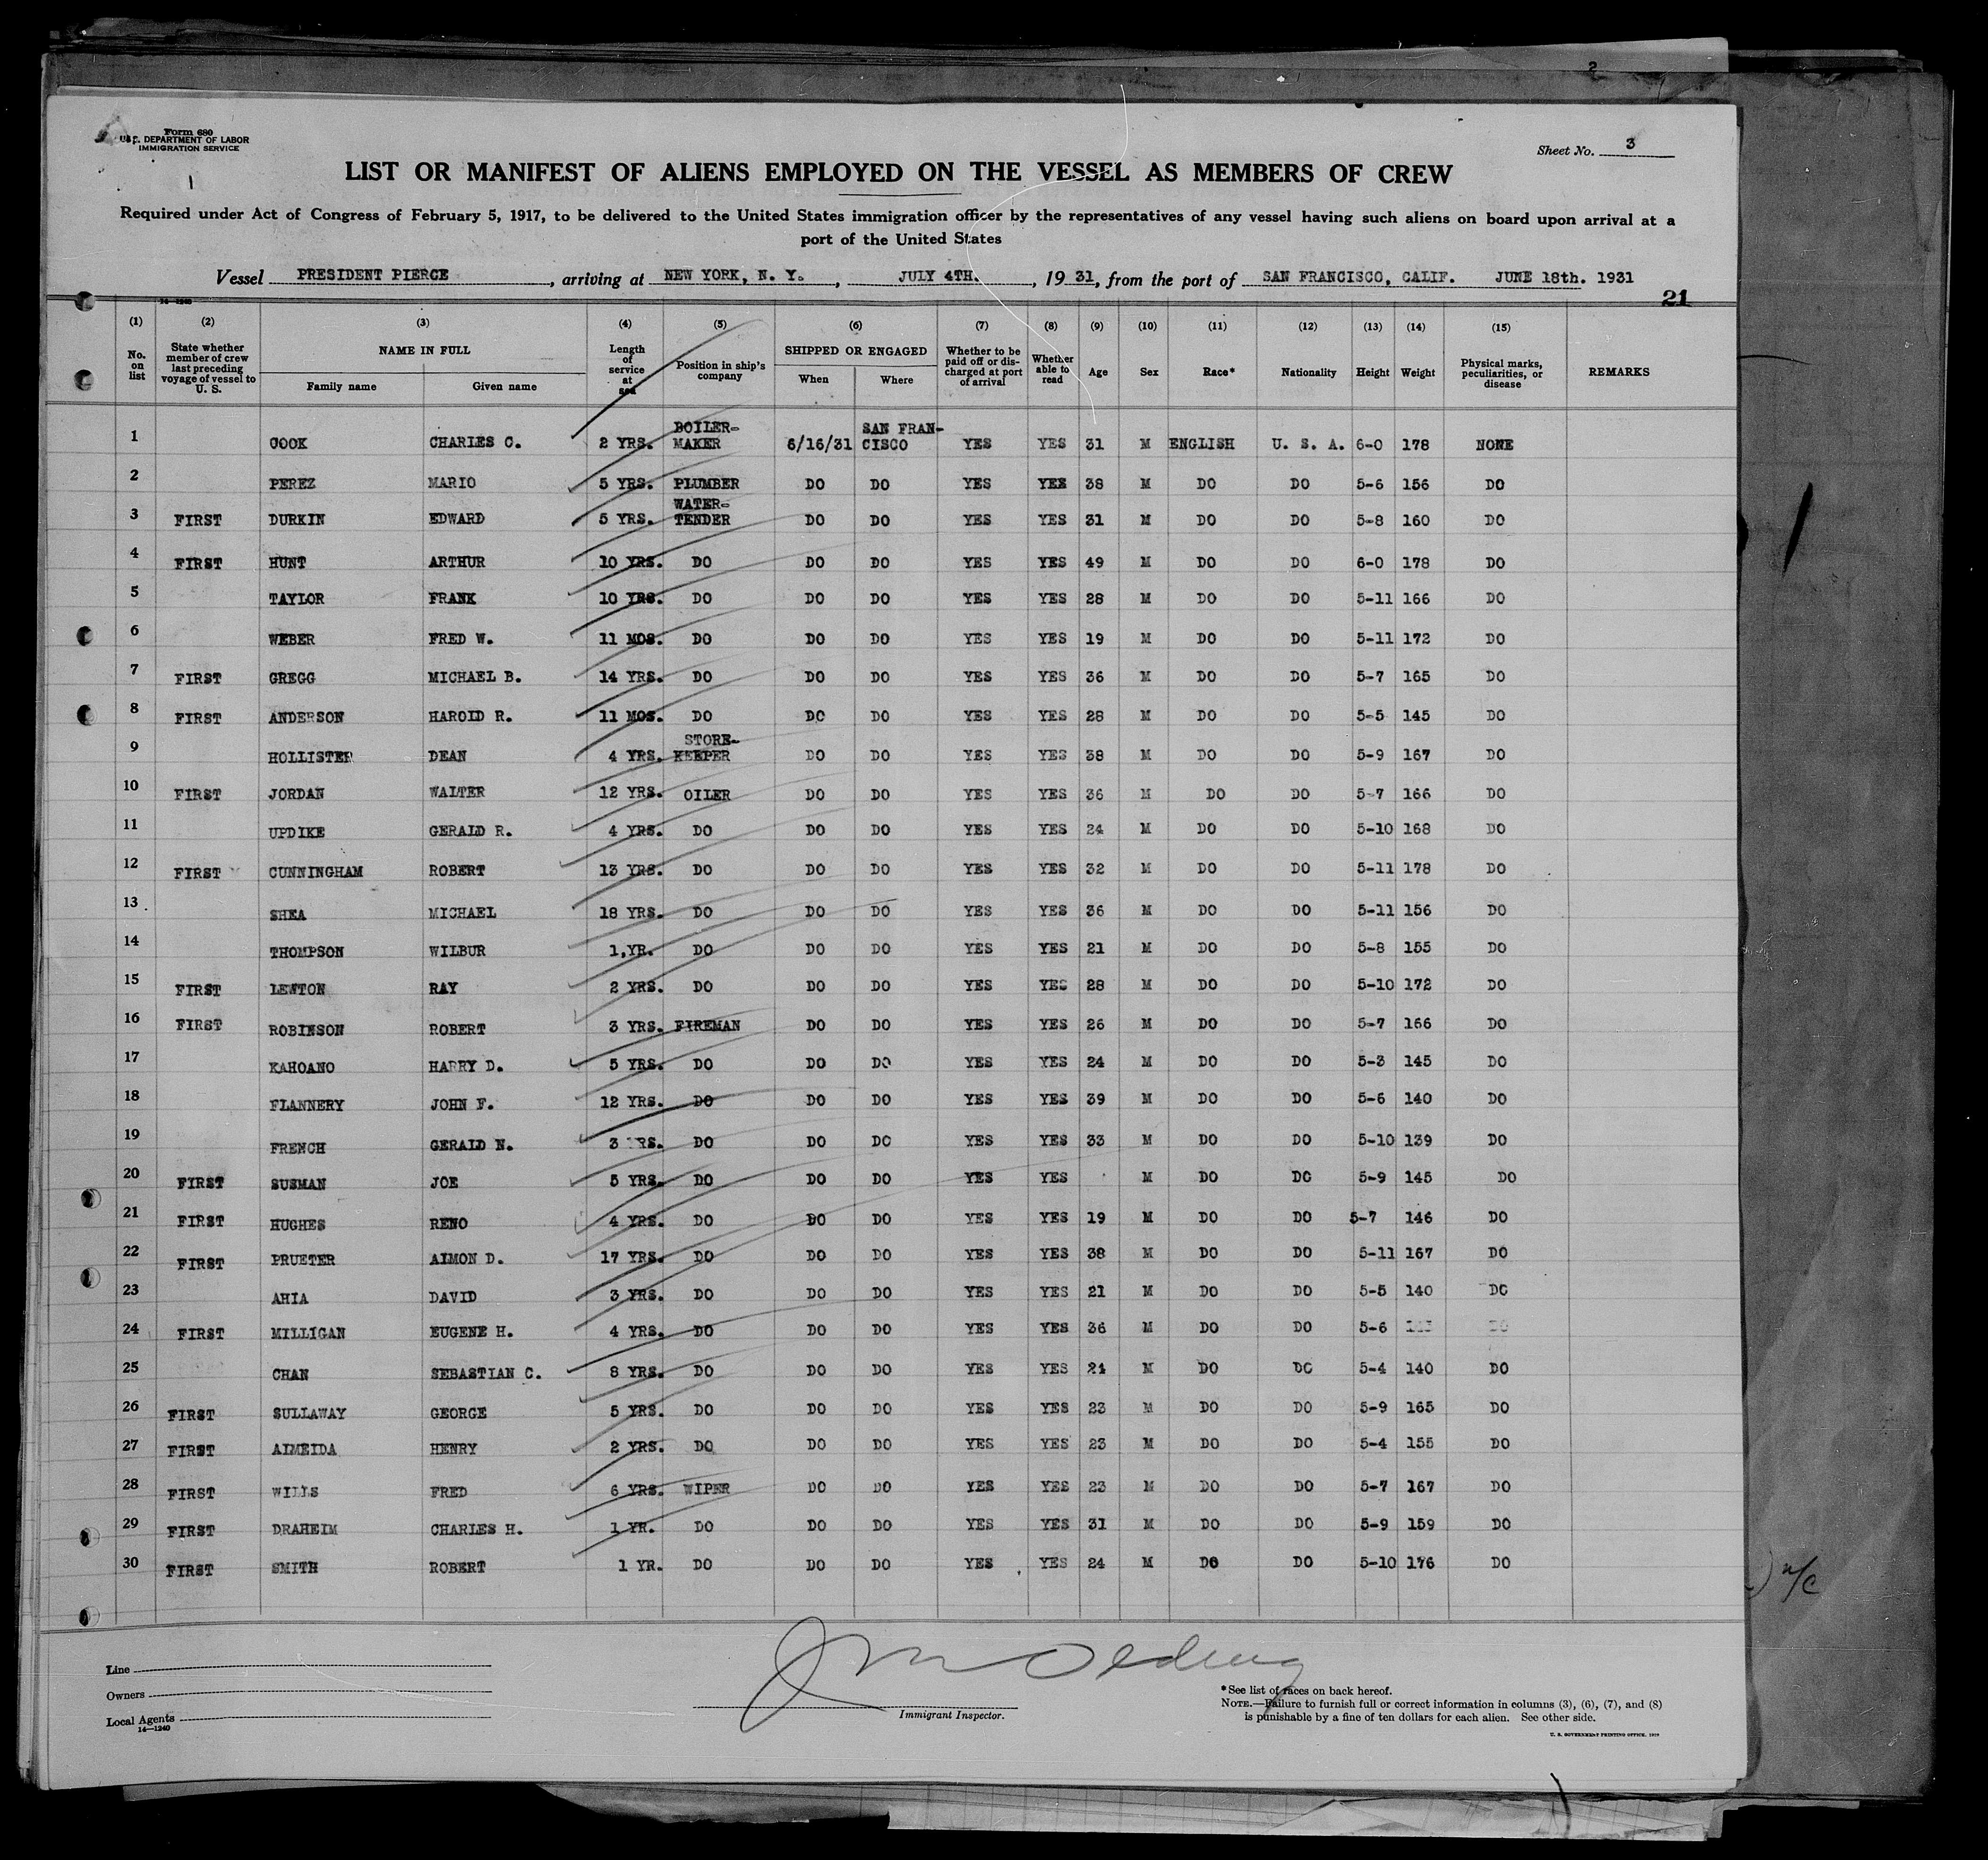 2
Form 680
U.S. DEPARTMENT OF LABOR
IMMIGRATION SERVICE
1
Sheet No. 3
LIST OR MANIFEST OF ALIENS EMPLOYED ON THE VESSEL AS MEMBERS OF CREW
Required under Act of Congress of February 5, 1917, to be delivered to the United States immigration officer by the representatives of any vessel having such aliens on board upon arrival at a
port of the United States
Vessel PRESIDENT PIERCE, arriving at NEW YORK, N. Y., JULY 4TH., 19 31, from the port of SAN FRANCISCO, CALIF. JUNE 18th. 1931
14-1240
21
(1) (2) (3) (4) (5) (6) (7) (8) (9) (10) (11) (12) (13) (14) (15)
No. on list State whether member of crew last preceding voyage of vessel to U. S. NAME IN FULL Family name Given name Length of service at sea Position in ship's company SHIPPED OR ENGAGED When Where Whether to be paid off or discharged at port of arrival Whether able to read Age Sex Race* Nationality Height Weight Physical marks, peculiarities, or disease REMARKS
1 COOK CHARLES C. 2 YRS. BOILER-MAKER 6/16/31 SAN FRAN-CISCO YES YES 31 M ENGLISH U. S. A. 6-0 178 NONE
2 PEREZ MARIO 5 YRS. PLUMBER DO DO YES YES 38 M DO DO 5-6 156 DO
3 FIRST DURKIN EDWARD 5 YRS. WATER-TENDER DO DO YES YES 31 M DO DO 5-8 160 DO
4 FIRST HUNT ARTHUR 10 YRS. DO DO DO YES YES 49 M DO DO 6-0 178 DO
5 TAYLOR FRANK 10 YRS. DO DO DO YES YES 28 M DO DO 5-11 166 DO
6 WEBER FRED W. 11 MOS. DO DO DO YES YES 19 M DO DO 5-11 172 DO
7 FIRST GREGG MICHAEL B. 14 YRS. DO DO DO YES YES 36 M DO DO 5-7 165 DO
8 FIRST ANDERSON HAROLD R. 11 MOS. DO DO DO YES YES 28 M DO DO 5-5 145 DO
9 HOLLISTER DEAN 4 YRS. STORE-KEEPER DO DO YES YES 38 M DO DO 5-9 167 DO
10 FIRST JORDAN WALTER 12 YRS. OILER DO DO YES YES 36 M DO DO 5-7 166 DO
11 UPDIKE GERALD R. 4 YRS. DO DO DO YES YES 24 M DO DO 5-10 168 DO
12 FIRST CUNNINGHAM ROBERT 13 YRS. DO DO DO YES YES 32 M DO DO 5-11 178 DO
13 SHEA MICHAEL 18 YRS. DO DO DO YES YES 36 M DO DO 5-11 156 DO
14 THOMPSON WILBUR 1,YR. DO DO DO YES YES 21 M DO DO 5-8 155 DO
15 FIRST LEWTON RAY 2 YRS. DO DO DO YES YES 28 M DO DO 5-10 172 DO
16 FIRST ROBINSON ROBERT 3 YRS. FIREMAN DO DO YES YES 26 M DO DO 5-7 166 DO
17 KAHOANO HARRY D. 5 YRS. DO DO DO YES YES 24 M DO DO 5-3 145 DO
18 FLANNERY JOHN F. 12 YRS. DO DO DO YES YES 39 M DO DO 5-6 140 DO
19 FRENCH GERALD N. 3 YRS. DO DO DO YES YES 33 M DO DO 5-10 139 DO
20 FIRST SUSMAN JOE 5 YRS. DO DO DO YES YES M DO DO 5-9 145 DO
21 FIRST HUGHES RENO 4 YRS. DO DO DO YES YES 19 M DO DO 5-7 146 DO
22 FIRST PRUETER ALMON D. 17 YRS. DO DO DO YES YES 38 M DO DO 5-11 167 DO
23 AHIA DAVID 3 YRS. DO DO DO YES YES 21 M DO DO 5-5 140 DO
24 FIRST MILLIGAN EUGENE H. 4 YRS. DO DO DO YES YES 36 M DO DO 5-6 DO
25 CHAN SEBASTIAN C. 8 YRS. DO DO DO YES YES 24 M DO DO 5-4 140 DO
26 FIRST SULLAWAY GEORGE 5 YRS. DO DO DO YES YES 23 M DO DO 5-9 165 DO
27 FIRST ALMEIDA HENRY 2 YRS. DO DO DO YES YES 23 M DO DO 5-4 155 DO
28 FIRST WILLS FRED 6 YRS. WIPER DO DO YES YES 23 M DO DO 5-7 167 DO
29 FIRST DRAHEIM CHARLES H. 1 YR. DO DO DO YES YES 31 M DO DO 5-9 159 DO
30 FIRST SMITH ROBERT 1 YR. DO DO DO YES YES 24 M DO DO 5-10 176 DO
n/c
Line
Owners
Local Agents
14-1240
Immigrant Inspector.
*See list of races on back hereof.
NOTE.—Failure to furnish full or correct information in columns (3), (6), (7), and (8)
is punishable by a fine of ten dollars for each alien. See other side.
U. S. GOVERNMENT PRINTING OFFICE. 1929